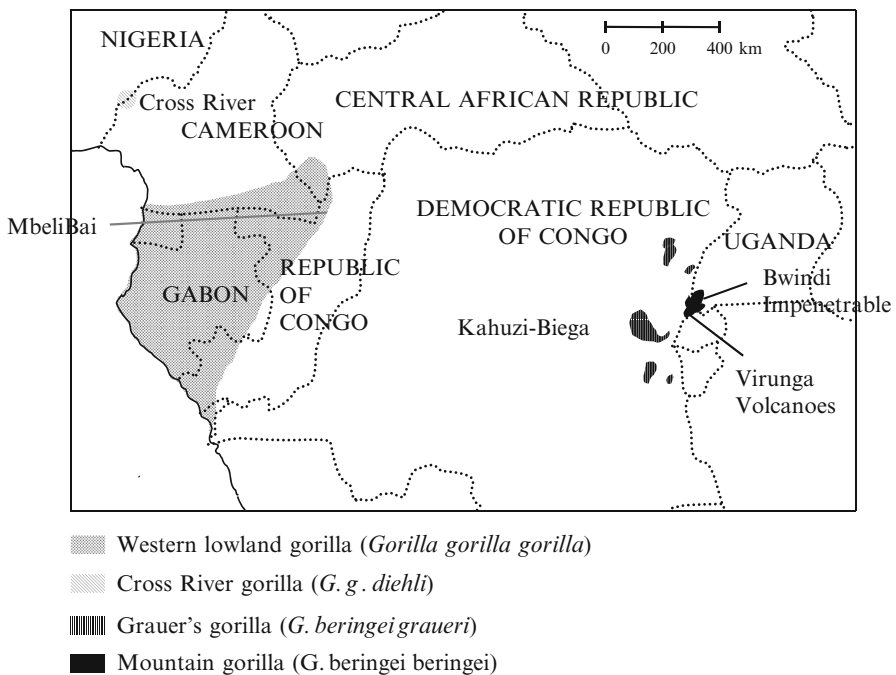 NIGERIA
0 200 400 km
Cross River
CENTRAL AFRICAN REPUBLIC
CAMEROON
DEMOCRATIC REPUBLIC
OF CONGO
MbeliBai
UGANDA
REPUBLIC
OF
CONGO
GABON
Bwindi
Impenetrable
Kahuzi-Biega
Virunga
Volcanoes
Western lowland gorilla (Gorilla gorilla gorilla)
Cross River gorilla (G. g. diehli)
Grauer's gorilla (G. beringei graueri)
Mountain gorilla (G. beringei beringei)